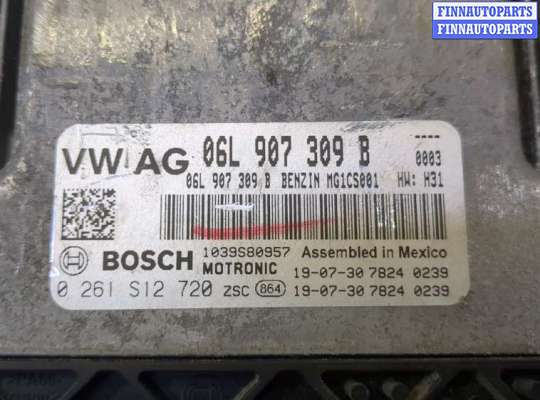 FINNAUTOPARTS
FINNAUTOPARTS
VW AG 06L 907 309 B 0003
06L 907 309 B BENZIN MG1CS001 HW: H31
1039S80957 Assembled in Mexico
BOSCH MOTRONIC 19-07-30 7824 0239
0 261 S12 720 ZSC 864 19-07-30 7824 0239
>PA66-